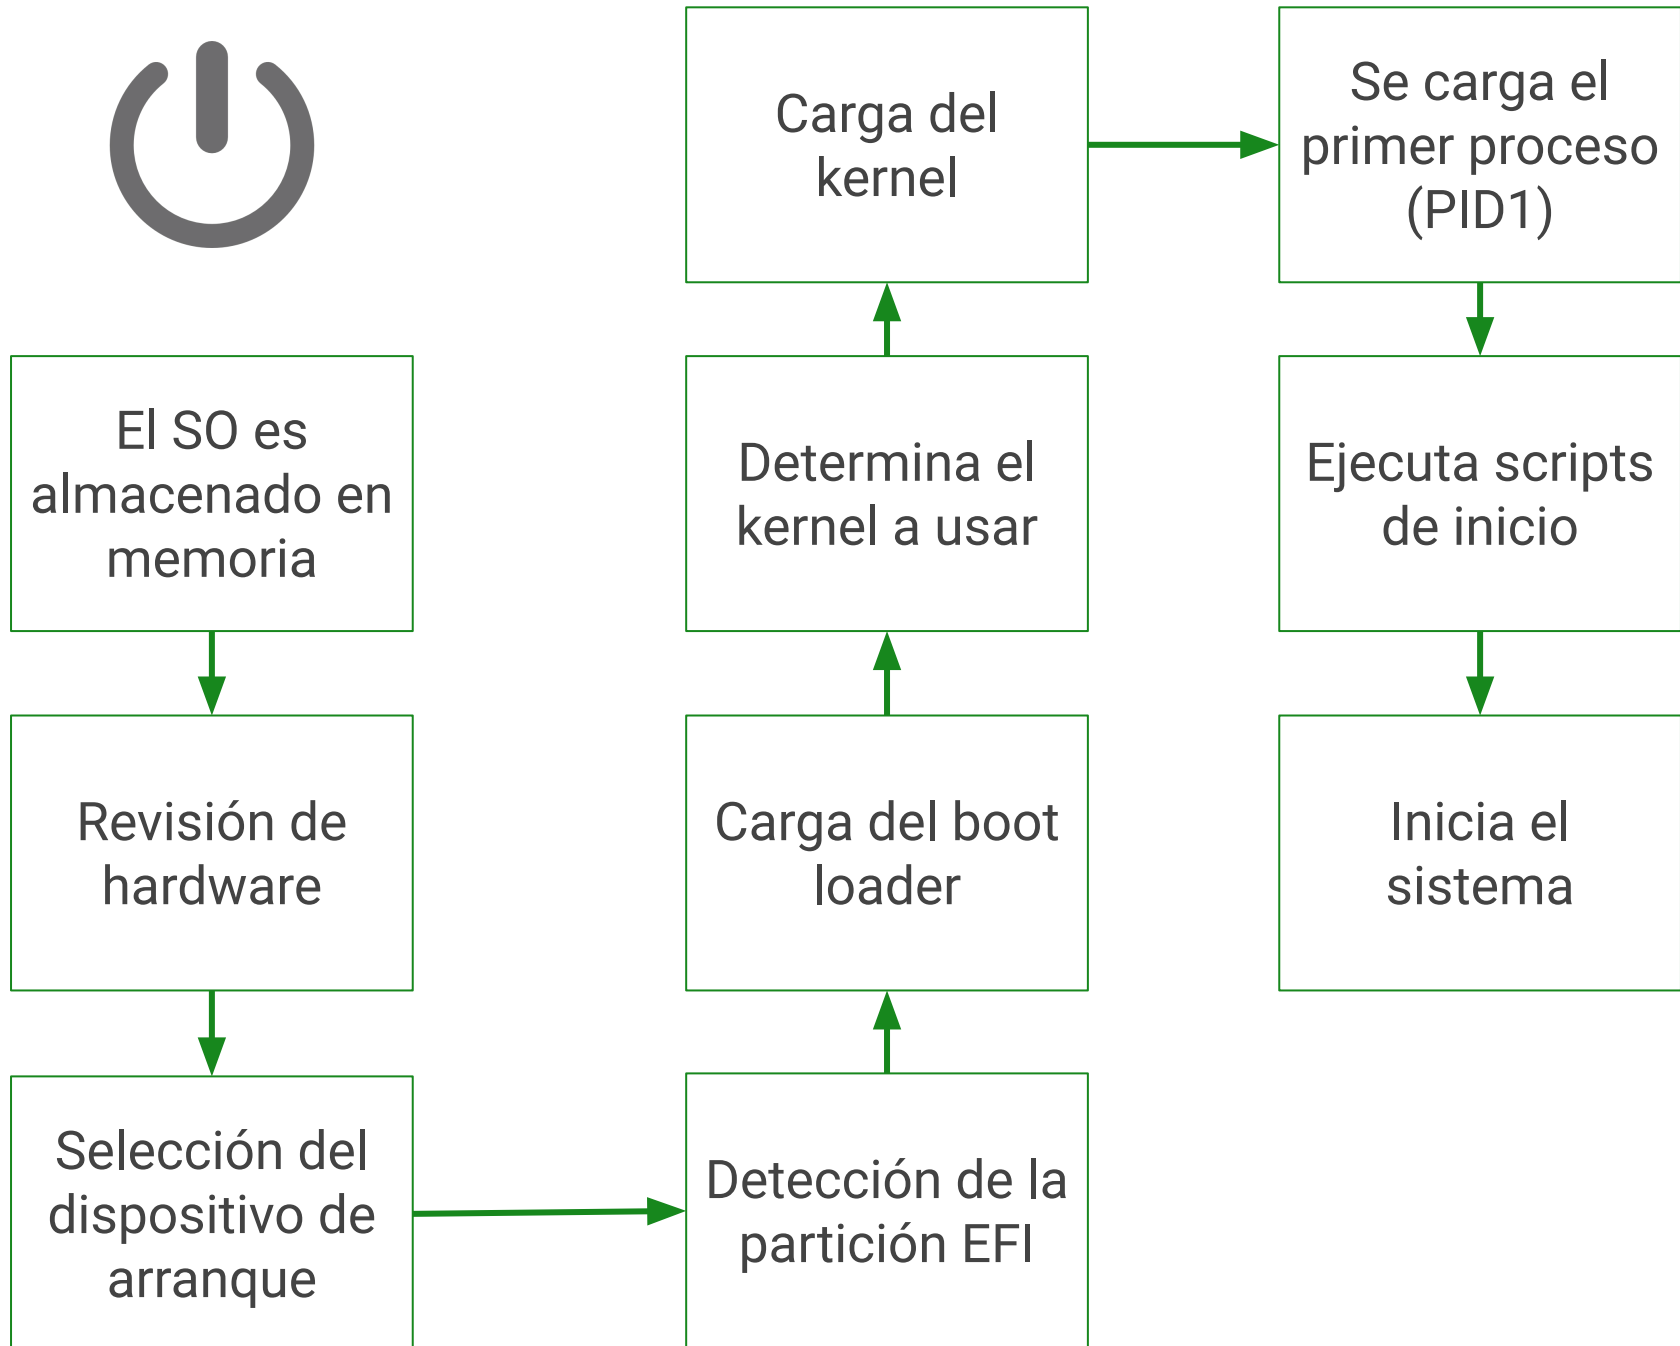 El SO es
almacenado en
memoria
Revisión de
hardware
Selección del
dispositivo de
arranque
Detección de la
partición EFI
Carga del boot
loader
Determina el
kernel a usar
Carga del
kernel
Se carga el
primer proceso
(PID1)
Ejecuta scripts
de inicio
Inicia el
sistema